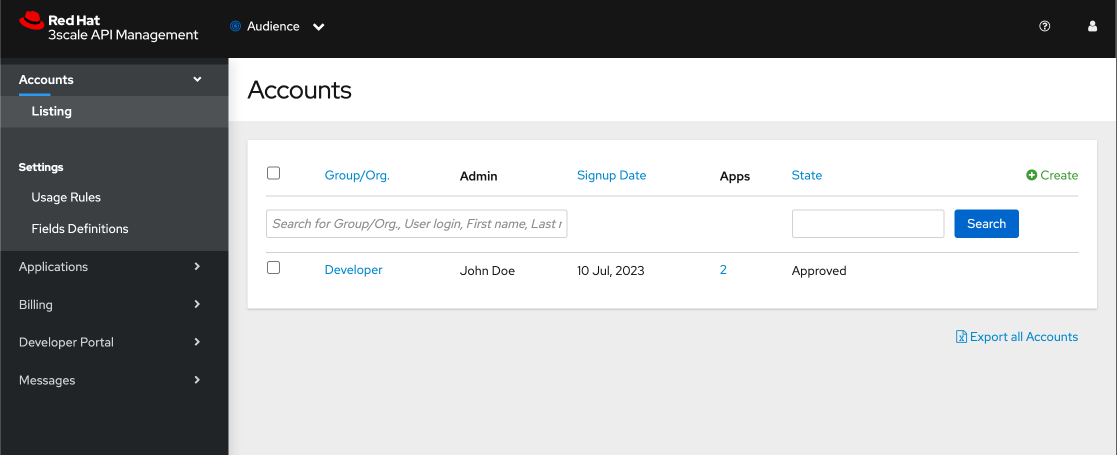 Red Hat
3scale API Management
Audience
Accounts
Listing
Settings
Usage Rules
Fields Definitions
Applications
Billing
Developer Portal
Messages
Accounts
Group/Org. Admin Signup Date Apps State Create
Search for Group/Org., User login, First name, Last r
Search
Developer John Doe 10 Jul, 2023 2 Approved
Export all Accounts